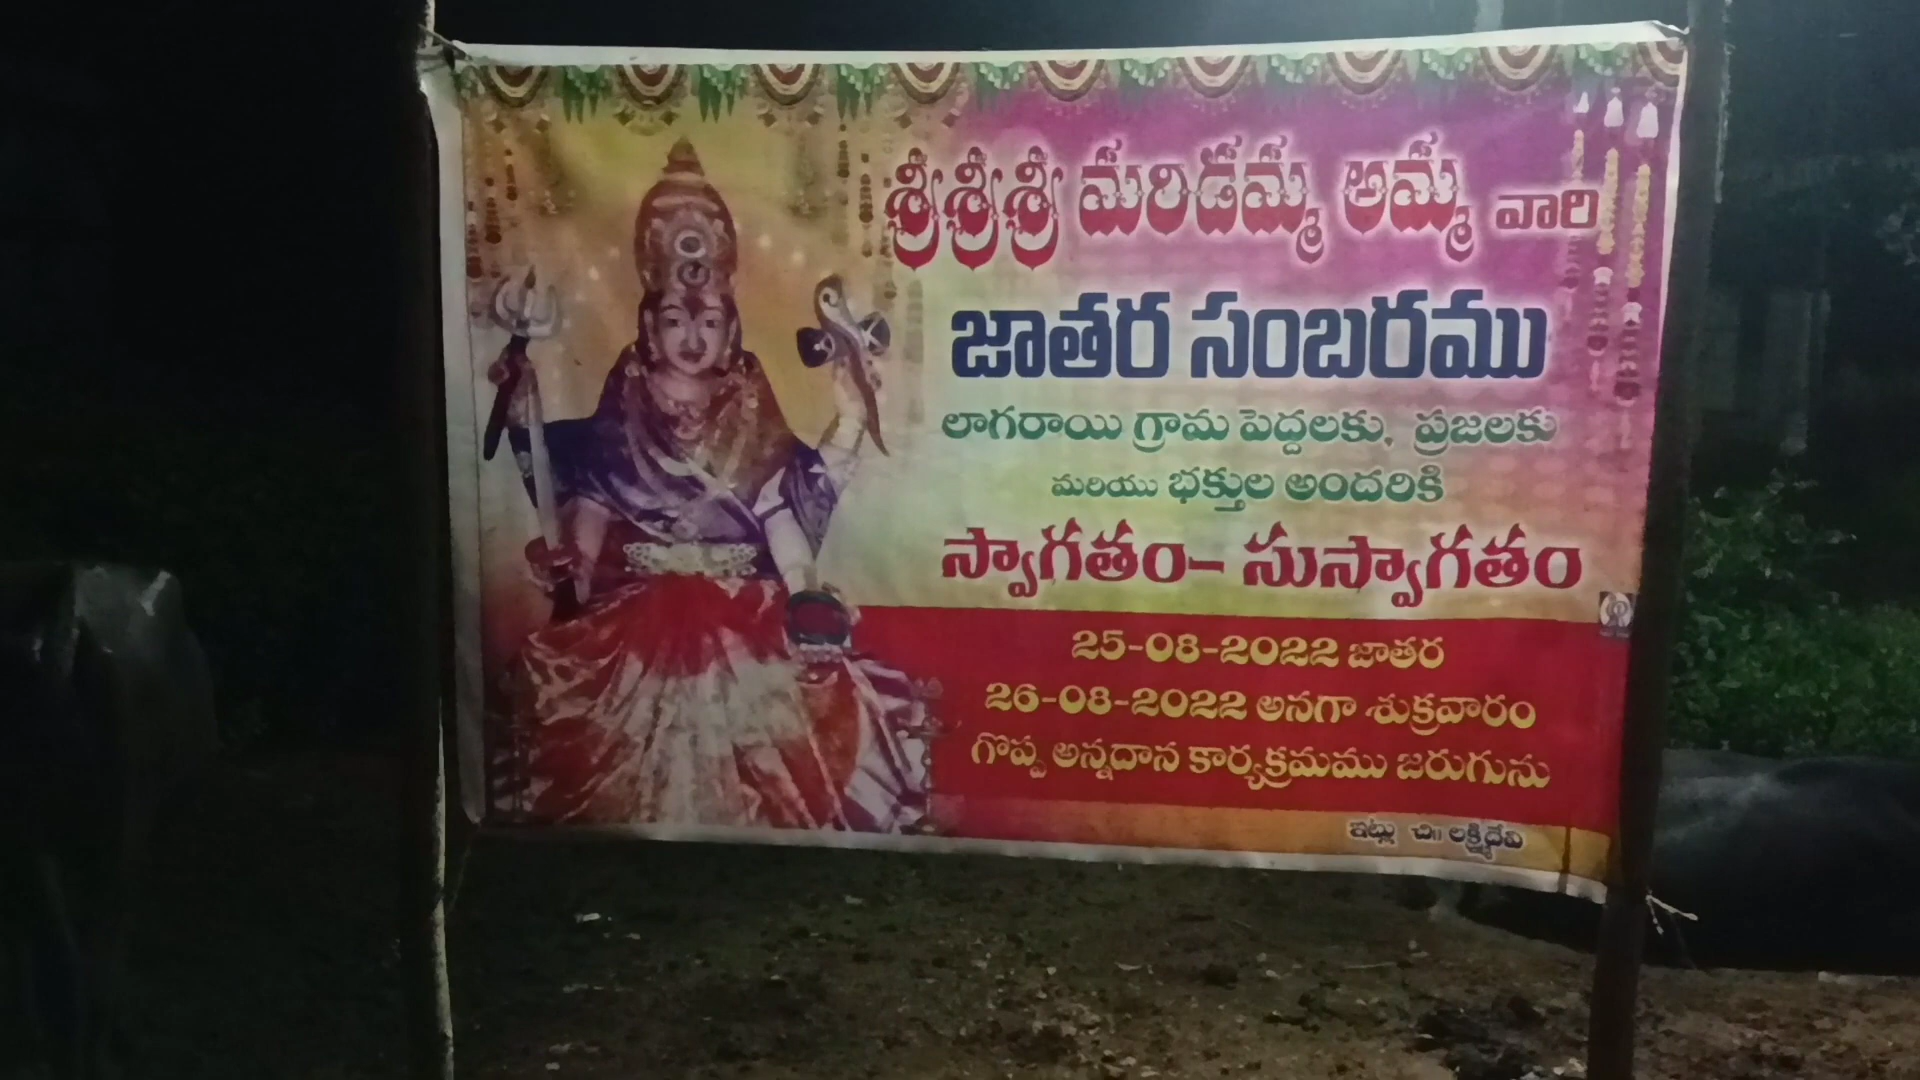 శ్రీశ్రీశ్రీ మరిడమ్మ అమ్మ వారి
జాతర సంబరము
లాగరాయి గ్రామ పెద్దలకు, ప్రజలకు
మరియు భక్తుల అందరికి
స్వాగతం– సుస్వాగతం
25-08-2022 జాతర
26-08-2022 అనగా శుక్రవారం
గొప్ప అన్నదాన కార్యక్రమము జరుగును
ఇట్లు చి॥ లక్ష్మిదేవి